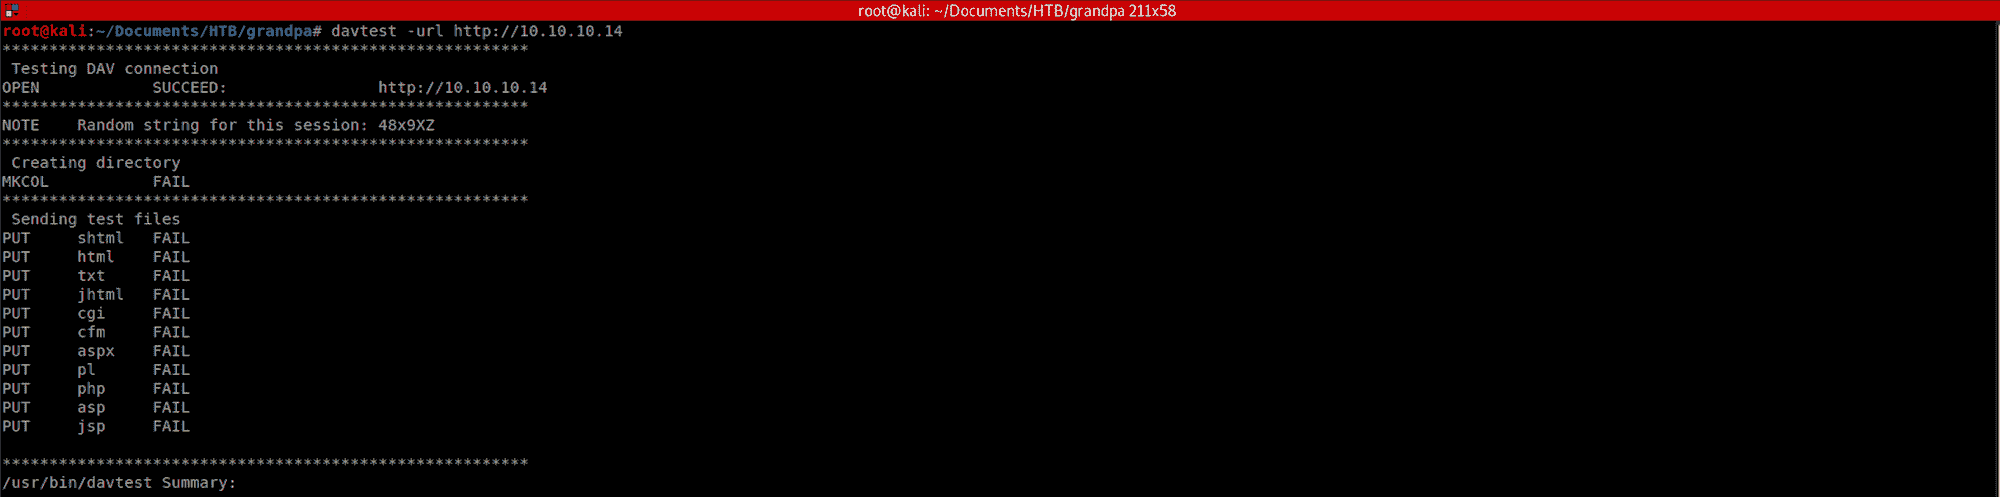 root@kali: ~/Documents/HTB/grandpa 211x58
root@kali:~/Documents/HTB/grandpa# davtest -url http://10.10.10.14
********************************************************
 Testing DAV connection
OPEN            SUCCEED:                http://10.10.10.14
********************************************************
NOTE    Random string for this session: 48x9XZ
********************************************************
 Creating directory
MKCOL           FAIL
********************************************************
 Sending test files
PUT     shtml   FAIL
PUT     html    FAIL
PUT     txt     FAIL
PUT     jhtml   FAIL
PUT     cgi     FAIL
PUT     cfm     FAIL
PUT     aspx    FAIL
PUT     pl      FAIL
PUT     php     FAIL
PUT     asp     FAIL
PUT     jsp     FAIL
********************************************************
/usr/bin/davtest Summary: